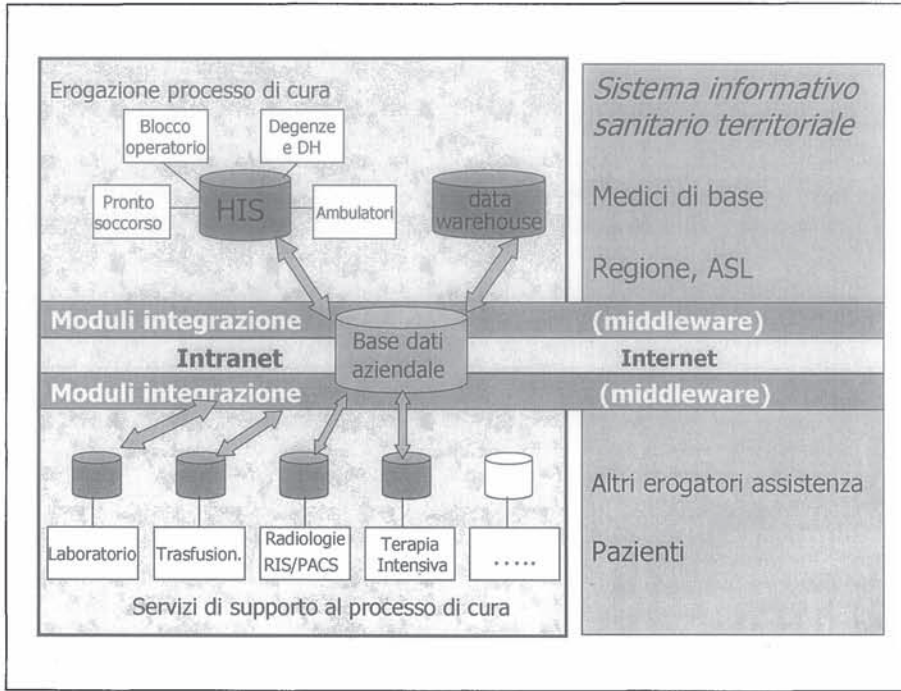 Erogazione processo di cura
Blocco
operatorio
Degenze
e DH
Pronto
soccorso
HIS
Ambulatori
data
warehouse
Sistema informativo
sanitario territoriale
Medici di base
Regione, ASL
Moduli integrazione
(middleware)
Base dati
aziendale
Intranet
Internet
Moduli integrazione
(middleware)
Laboratorio
Trasfusion.
Radiologie
RIS/PACS
Terapia
Intensiva
.....
Servizi di supporto al processo di cura
Altri erogatori assistenza
Pazienti